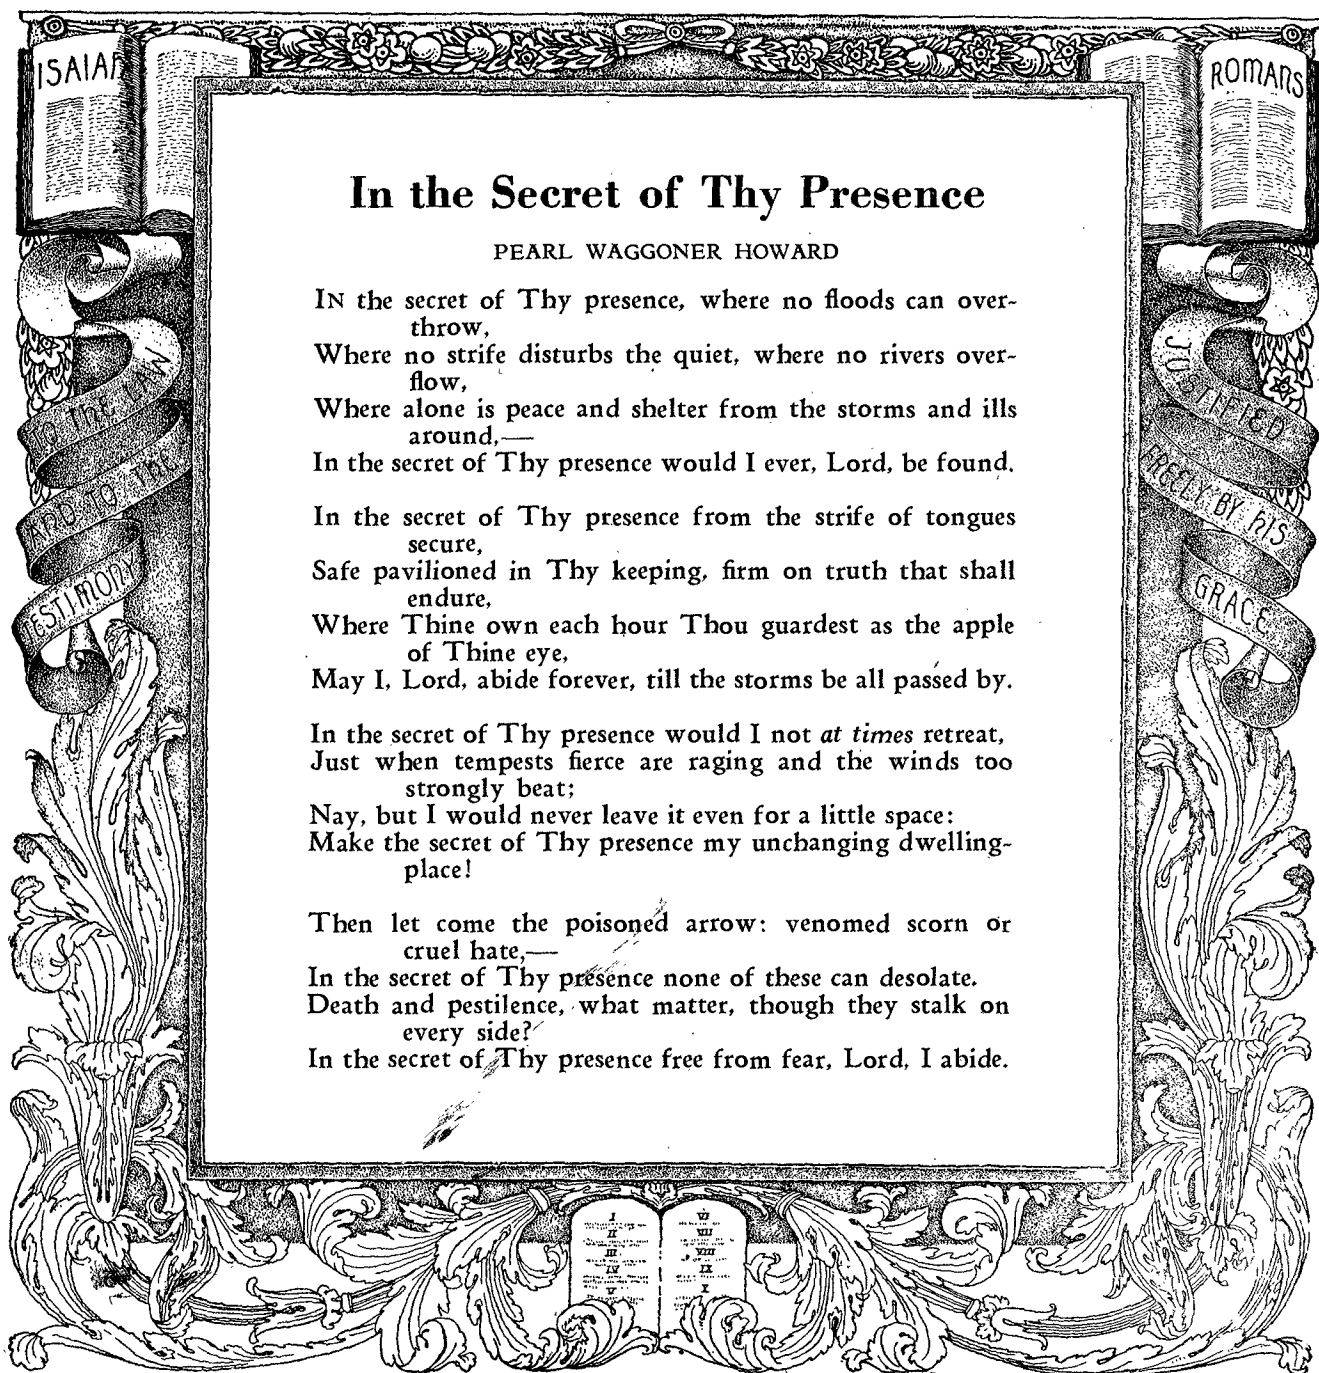 ISAIAH
ROMANS
In the Secret of Thy Presence
PEARL WAGGONER HOWARD
IN the secret of Thy presence, where no floods can over-
throw,
Where no strife disturbs the quiet, where no rivers over-
flow,
Where alone is peace and shelter from the storms and ills
around,—
In the secret of Thy presence would I ever, Lord, be found.
In the secret of Thy presence from the strife of tongues
secure,
Safe pavilioned in Thy keeping, firm on truth that shall
endure,
Where Thine own each hour Thou guardest as the apple
of Thine eye,
May I, Lord, abide forever, till the storms be all passed by.
In the secret of Thy presence would I not at times retreat,
Just when tempests fierce are raging and the winds too
strongly beat;
Nay, but I would never leave it even for a little space:
Make the secret of Thy presence my unchanging dwelling-
place!
Then let come the poisoned arrow: venomed scorn or
cruel hate,—
In the secret of Thy presence none of these can desolate.
Death and pestilence, what matter, though they stalk on
every side?
In the secret of Thy presence free from fear, Lord, I abide.
TO THE LAW
AND TO THE
TESTIMONY
JUSTIFIED
FREELY BY HIS
GRACE
I
II
III
IV
V
VI
VII
VIII
IX
X